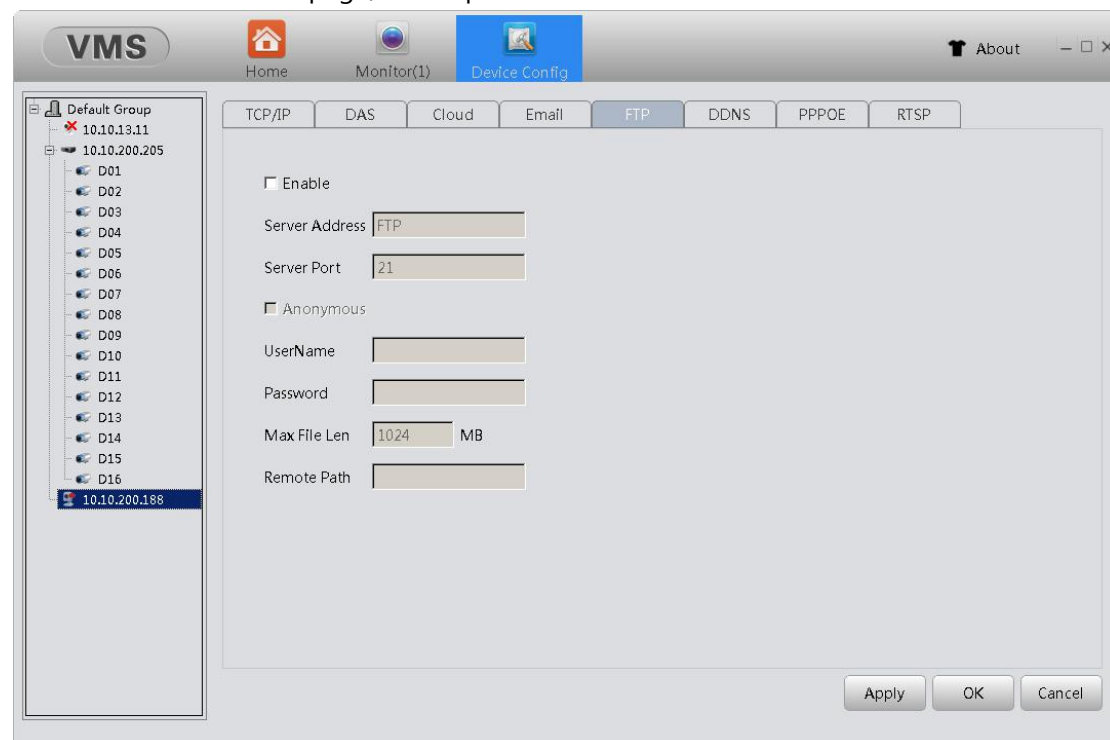 VMS
Home
Monitor(1)
Device Config
About
Default Group
10.10.13.11
10.10.200.205
D01
D02
D03
D04
D05
D06
D07
D08
D09
D10
D11
D12
D13
D14
D15
D16
10.10.200.188
TCP/IP DAS Cloud Email FTP DDNS PPPOE RTSP
Enable
Server Address FTP
Server Port 21
Anonymous
UserName
Password
Max File Len 1024 MB
Remote Path
Apply OK Cancel